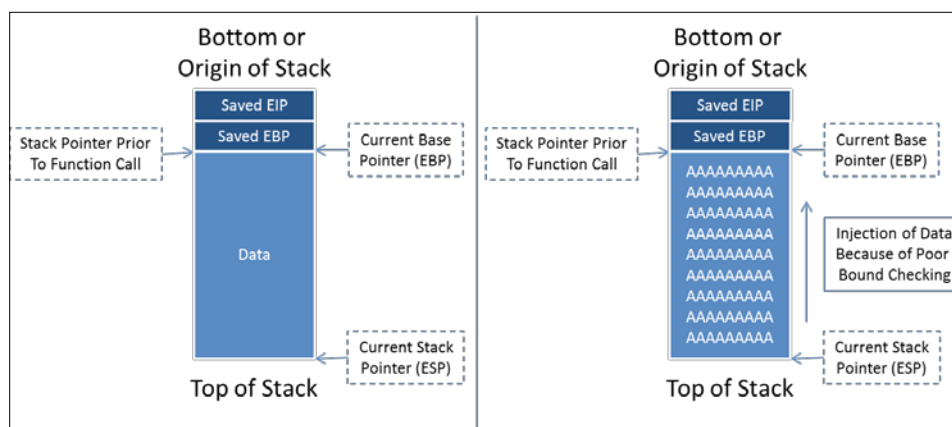 Bottom or
Origin of Stack
Saved EIP
Saved EBP
Stack Pointer Prior
To Function Call
Current Base
Pointer (EBP)
Data
Current Stack
Pointer (ESP)
Top of Stack
Bottom or
Origin of Stack
Saved EIP
Saved EBP
Stack Pointer Prior
To Function Call
Current Base
Pointer (EBP)
AAAAAAAAA
AAAAAAAAA
AAAAAAAAA
AAAAAAAAA
AAAAAAAAA
AAAAAAAAA
AAAAAAAAA
AAAAAAAAA
AAAAAAAAA
Injection of Data
Because of Poor
Bound Checking
Current Stack
Pointer (ESP)
Top of Stack